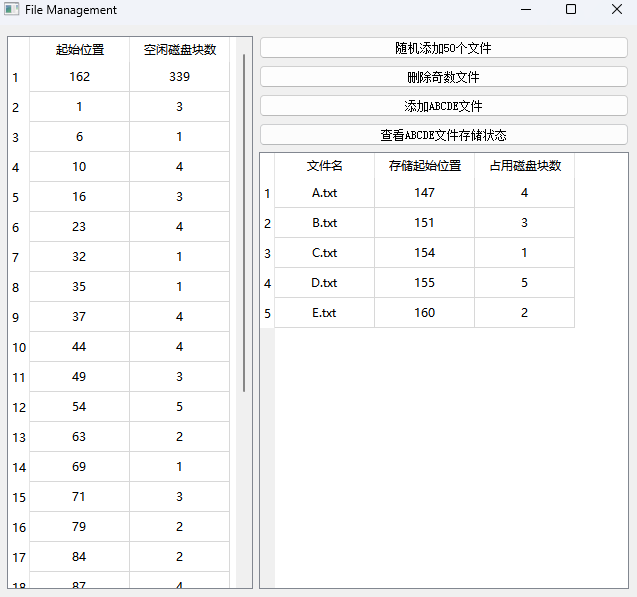 File Management
起始位置 空闲磁盘块数
1 162 339
2 1 3
3 6 1
4 10 4
5 16 3
6 23 4
7 32 1
8 35 1
9 37 4
10 44 4
11 49 3
12 54 5
13 63 2
14 69 1
15 71 3
16 79 2
17 84 2
18 87 4
随机添加50个文件
删除奇数文件
添加ABCDE文件
查看ABCDE文件存储状态
文件名 存储起始位置 占用磁盘块数
1 A.txt 147 4
2 B.txt 151 3
3 C.txt 154 1
4 D.txt 155 5
5 E.txt 160 2